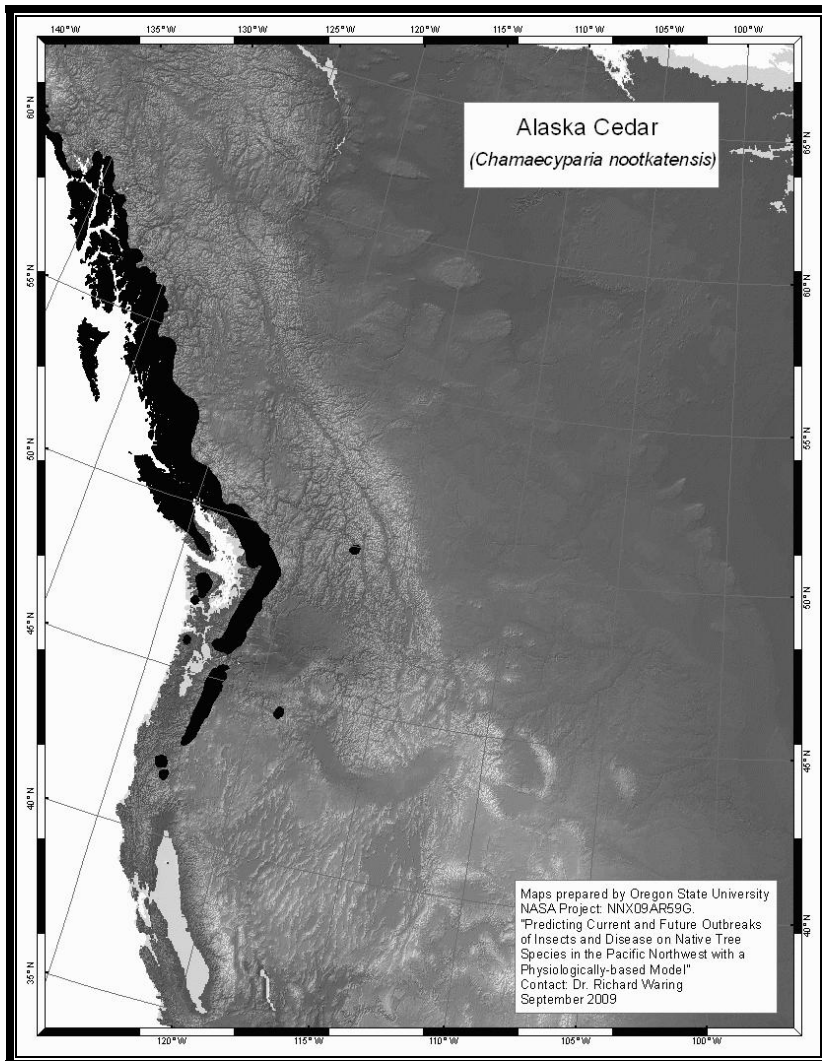 140°W 135°W 130°W 125°W 120°W 115°W 110°W 105°W 100°W
60°N
55°N
50°N
45°N
40°N
35°N
65°N
60°N
55°N
50°N
45°N
40°N
Alaska Cedar
(Chamaecyparia nootkatensis)
Maps prepared by Oregon State University
NASA Project: NNX09AR59G.
"Predicting Current and Future Outbreaks
of Insects and Disease on Native Tree
Species in the Pacific Northwest with a
Physiologically-based Model"
Contact: Dr. Richard Waring
September 2009
120°W 115°W 110°W 105°W 100°W